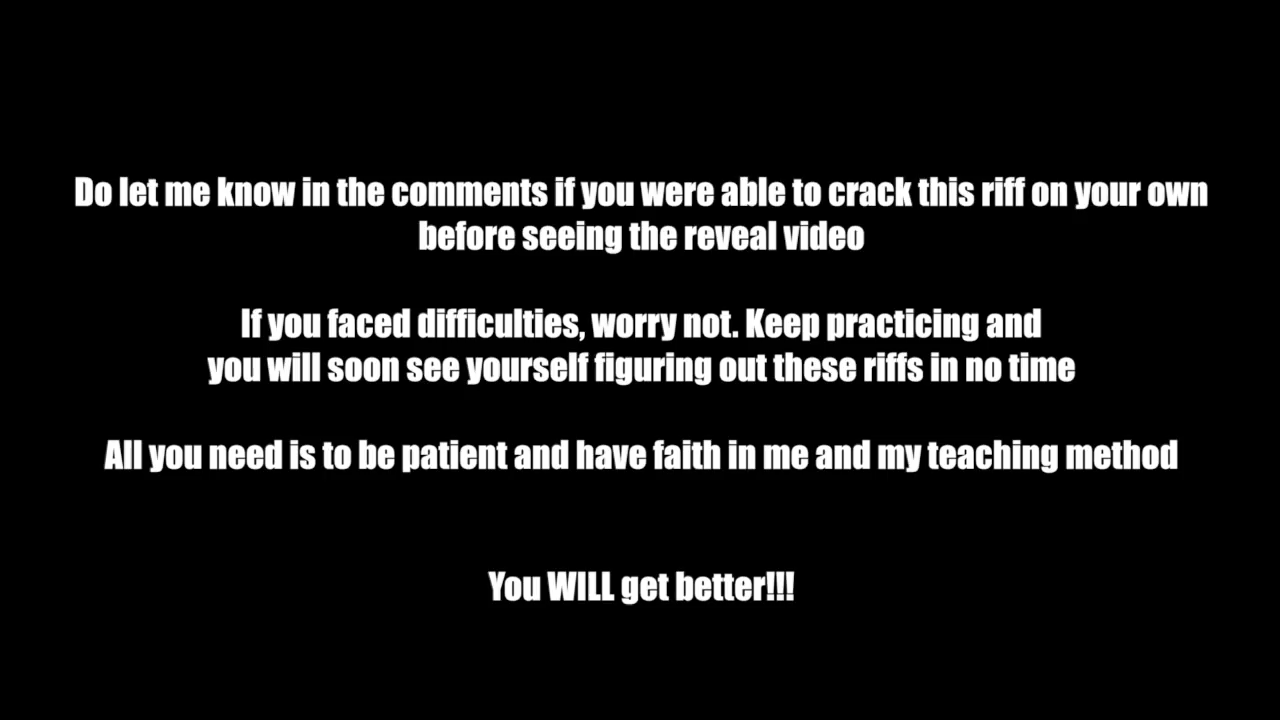 Do let me know in the comments if you were able to crack this riff on your own
before seeing the reveal video
If you faced difficulties, worry not. Keep practicing and
you will soon see yourself figuring out these riffs in no time
All you need is to be patient and have faith in me and my teaching method
You WILL get better!!!